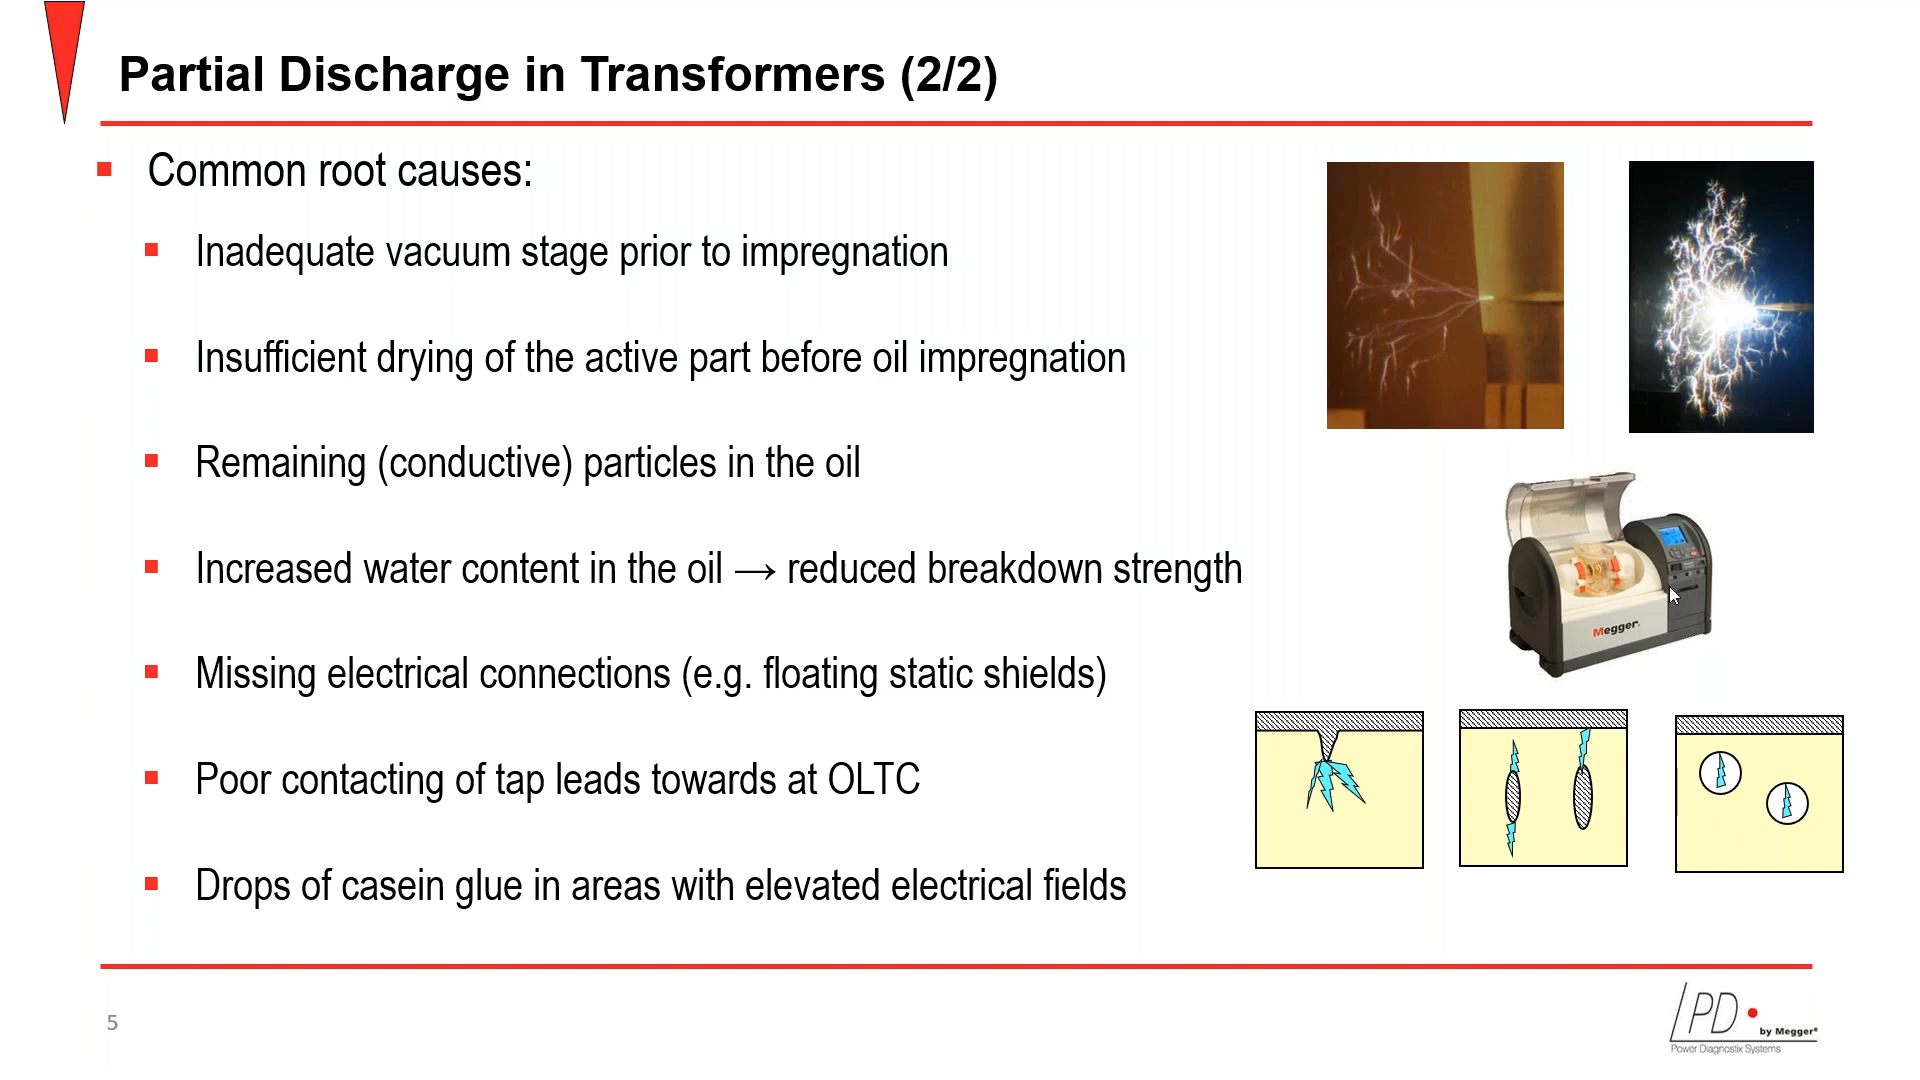 Partial Discharge in Transformers (2/2)
Common root causes:
Inadequate vacuum stage prior to impregnation
Insufficient drying of the active part before oil impregnation
Remaining (conductive) particles in the oil
Increased water content in the oil → reduced breakdown strength
Missing electrical connections (e.g. floating static shields)
Poor contacting of tap leads towards at OLTC
Drops of casein glue in areas with elevated electrical fields
Megger.
5
PD
by Megger®
Power Diagnostix Systems